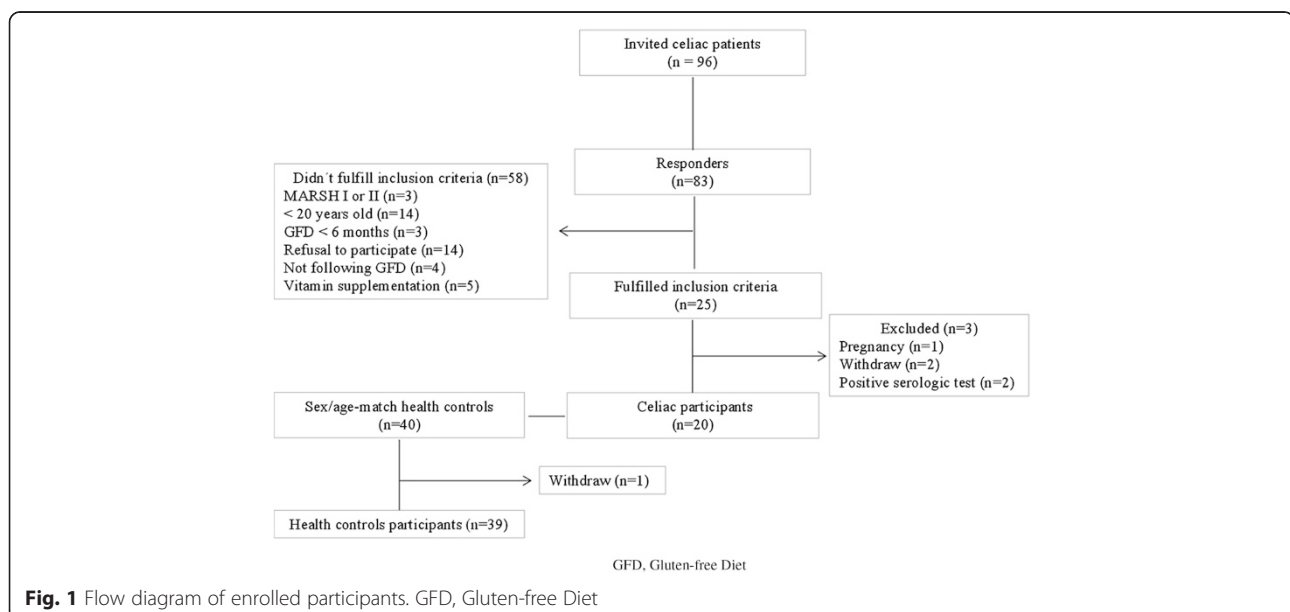 Invited celiac patients
(n = 96)
Responders
(n=83)
Didn´t fulfill inclusion criteria (n=58)
MARSH I or II (n=3)
< 20 years old (n=14)
GFD < 6 months (n=3)
Refusal to participate (n=14)
Not following GFD (n=4)
Vitamin supplementation (n=5)
Fulfilled inclusion criteria
(n=25)
Excluded (n=3)
Pregnancy (n=1)
Withdraw (n=2)
Positive serologic test (n=2)
Sex/age-match health controls
(n=40)
Celiac participants
(n=20)
Withdraw (n=1)
Health controls participants (n=39)
GFD, Gluten-free Diet
Fig. 1 Flow diagram of enrolled participants. GFD, Gluten-free Diet